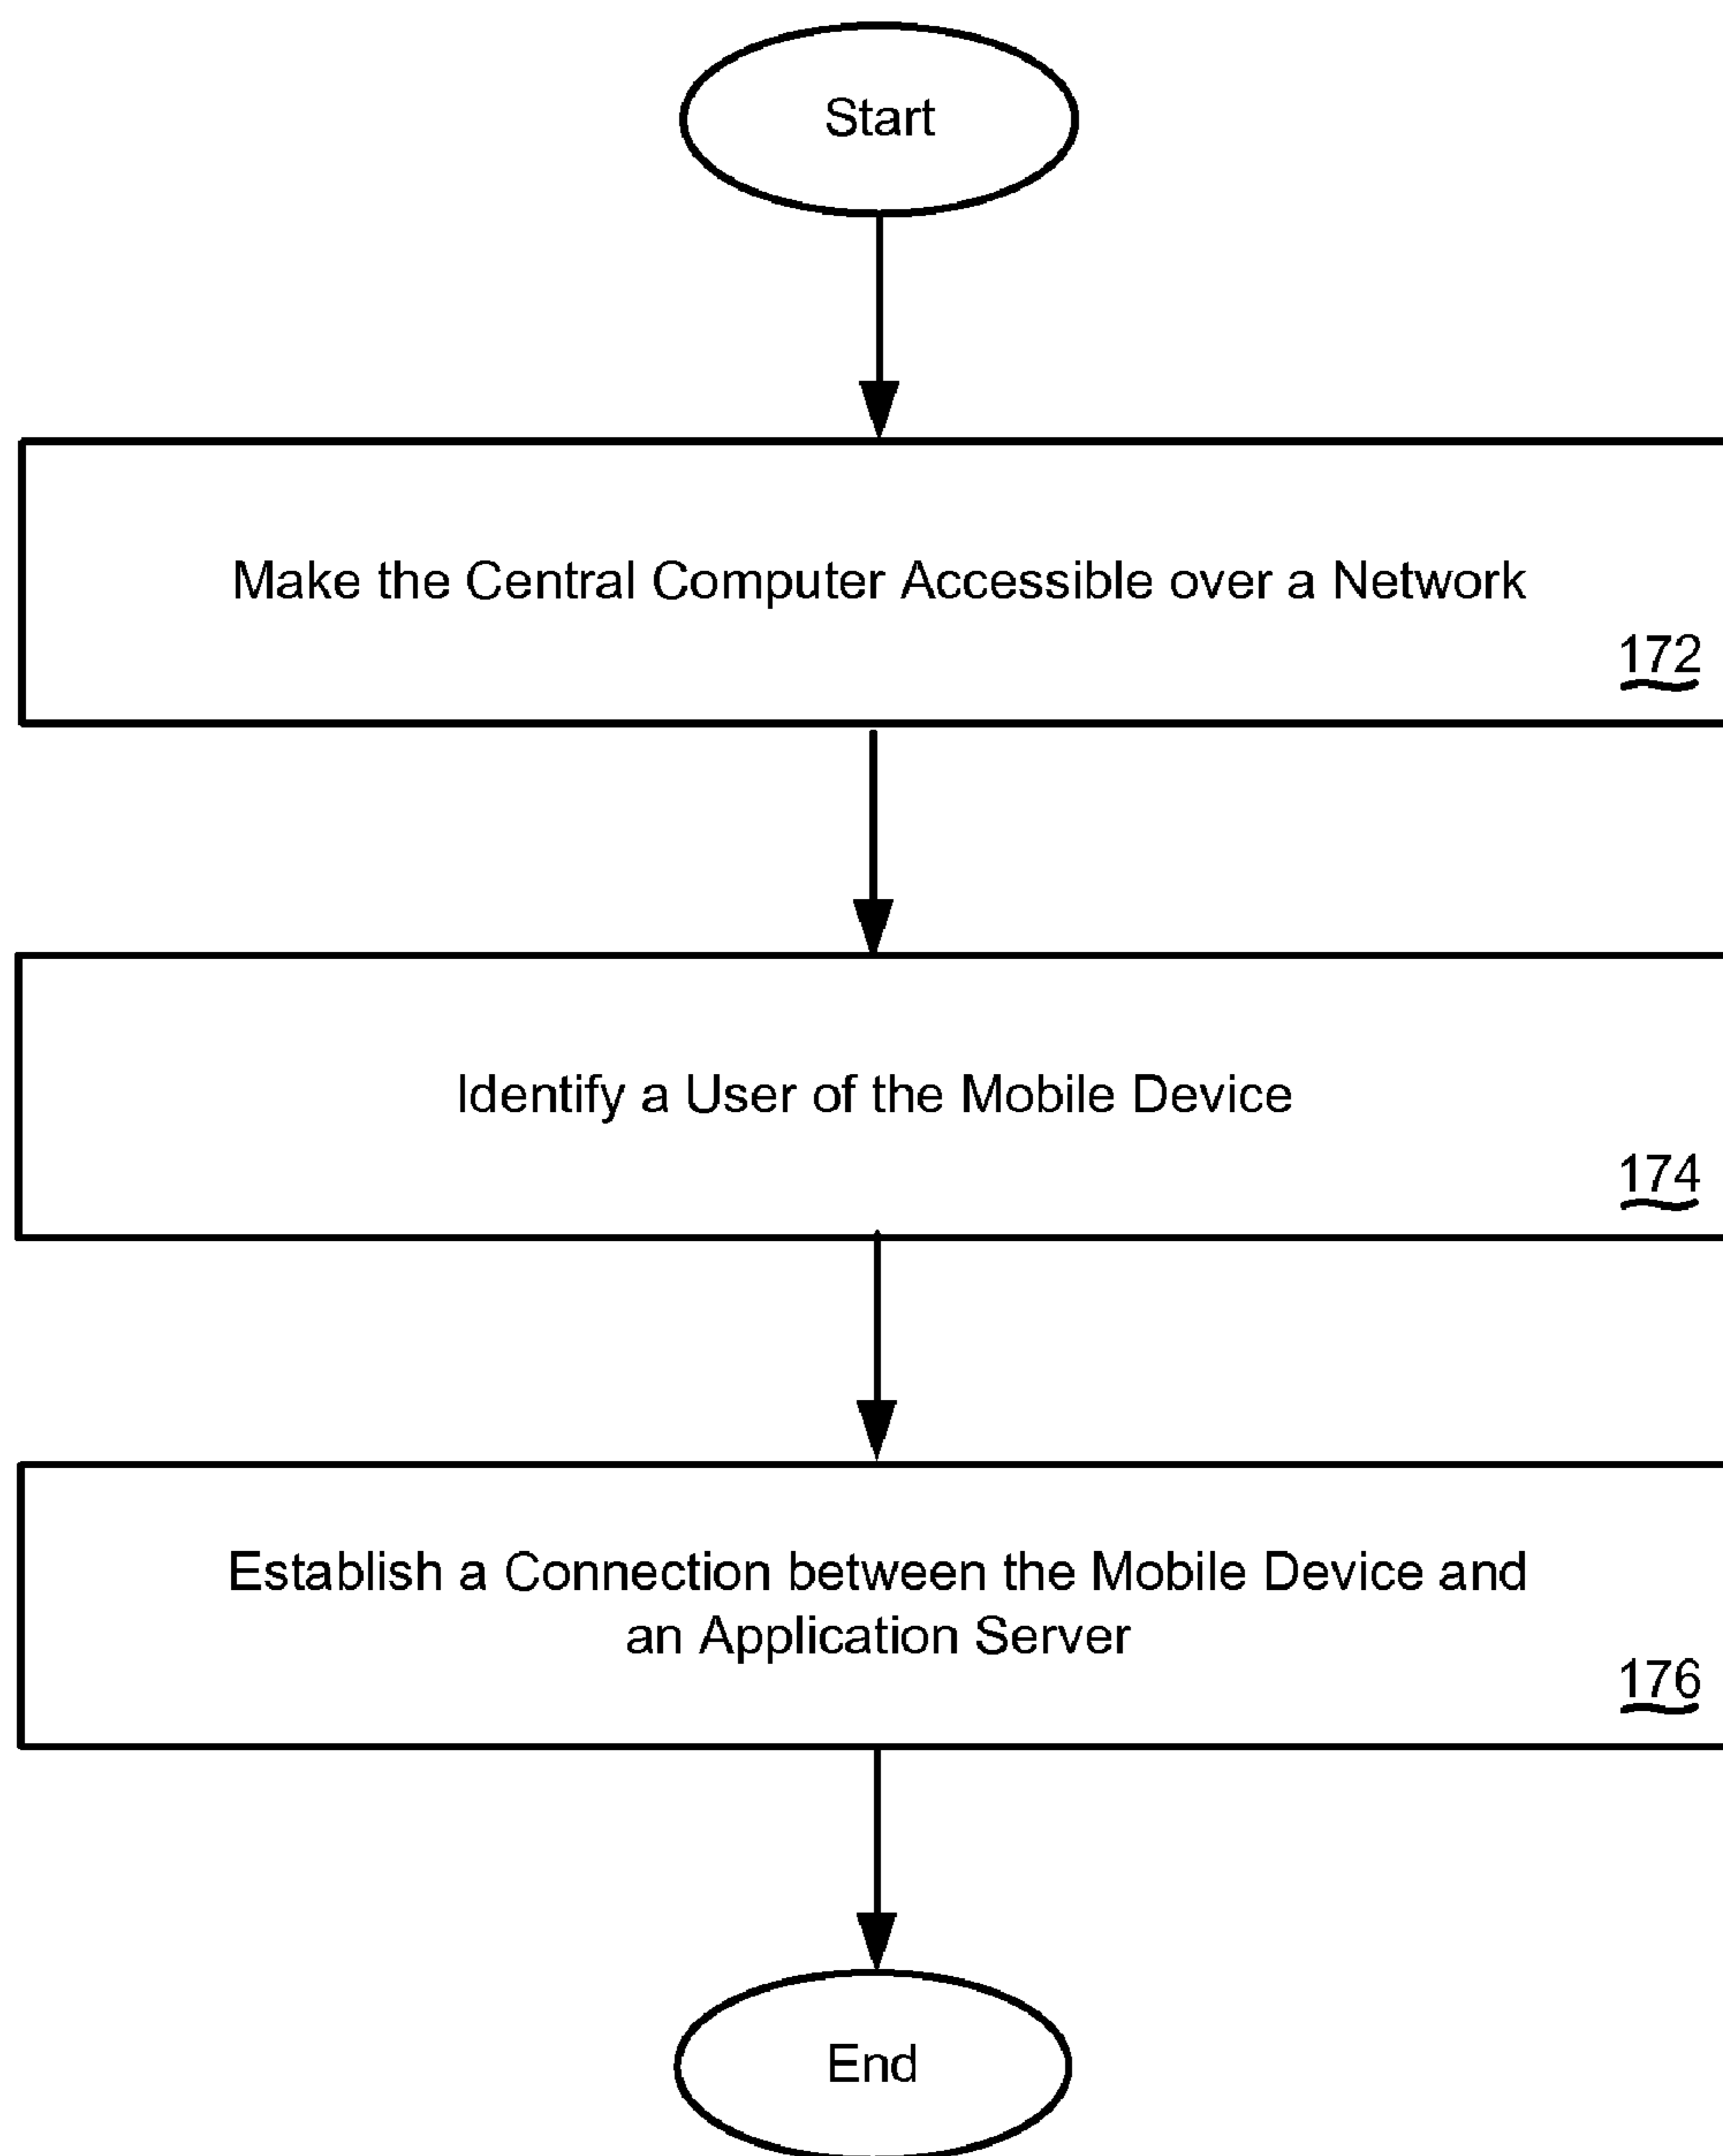 Start
Make the Central Computer Accessible over a Network
172
Identify a User of the Mobile Device
174
Establish a Connection between the Mobile Device and
an Application Server
176
End